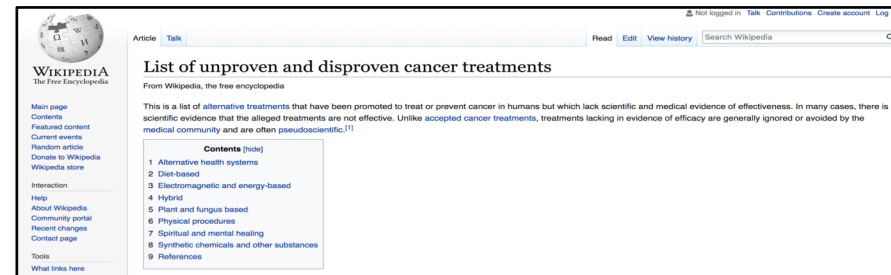 Not logged in Talk Contributions Create account Log
Article Talk Read Edit View history Search Wikipedia
WIKIPEDIA
The Free Encyclopedia
List of unproven and disproven cancer treatments
From Wikipedia, the free encyclopedia
This is a list of alternative treatments that have been promoted to treat or prevent cancer in humans but which lack scientific and medical evidence of effectiveness. In many cases, there is
scientific evidence that the alleged treatments are not effective. Unlike accepted cancer treatments, treatments lacking in evidence of efficacy are generally ignored or avoided by the
medical community and are often pseudoscientific.[1]
Main page
Contents
Featured content
Current events
Random article
Donate to Wikipedia
Wikipedia store
Interaction
Help
About Wikipedia
Community portal
Recent changes
Contact page
Tools
What links here
Contents [hide]
1 Alternative health systems
2 Diet-based
3 Electromagnetic and energy-based
4 Hybrid
5 Plant and fungus based
6 Physical procedures
7 Spiritual and mental healing
8 Synthetic chemicals and other substances
9 References